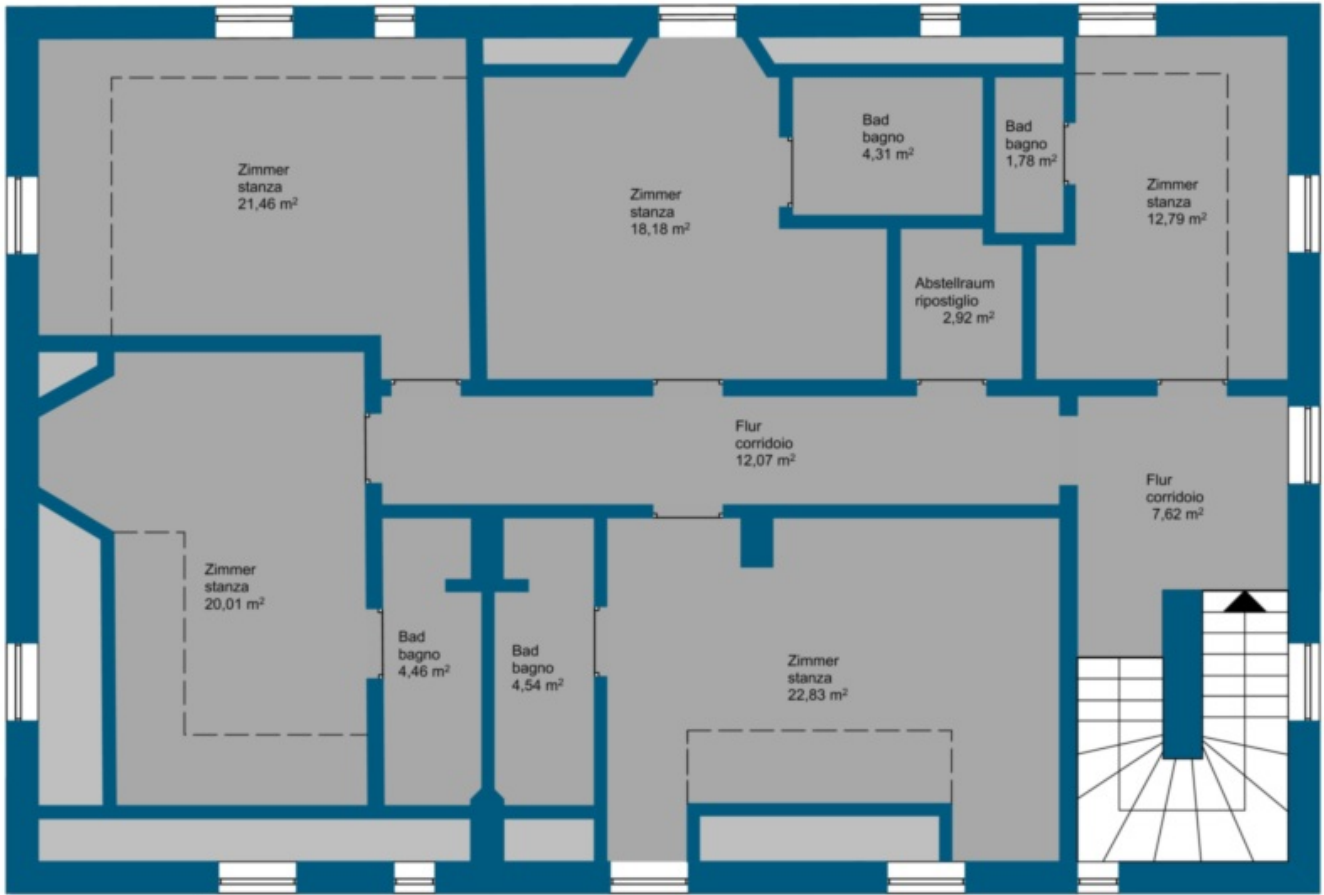 Bad
bagno
4,31 m²
Bad
bagno
1,78 m²
Zimmer
stanza
21,46 m²
Zimmer
stanza
18,18 m²
Zimmer
stanza
12,79 m²
Abstellraum
ripostiglio
2,92 m²
Flur
corridoio
12,07 m²
Flur
corridoio
7,62 m²
Zimmer
stanza
20,01 m²
Bad
bagno
4,46 m²
Bad
bagno
4,54 m²
Zimmer
stanza
22,83 m²